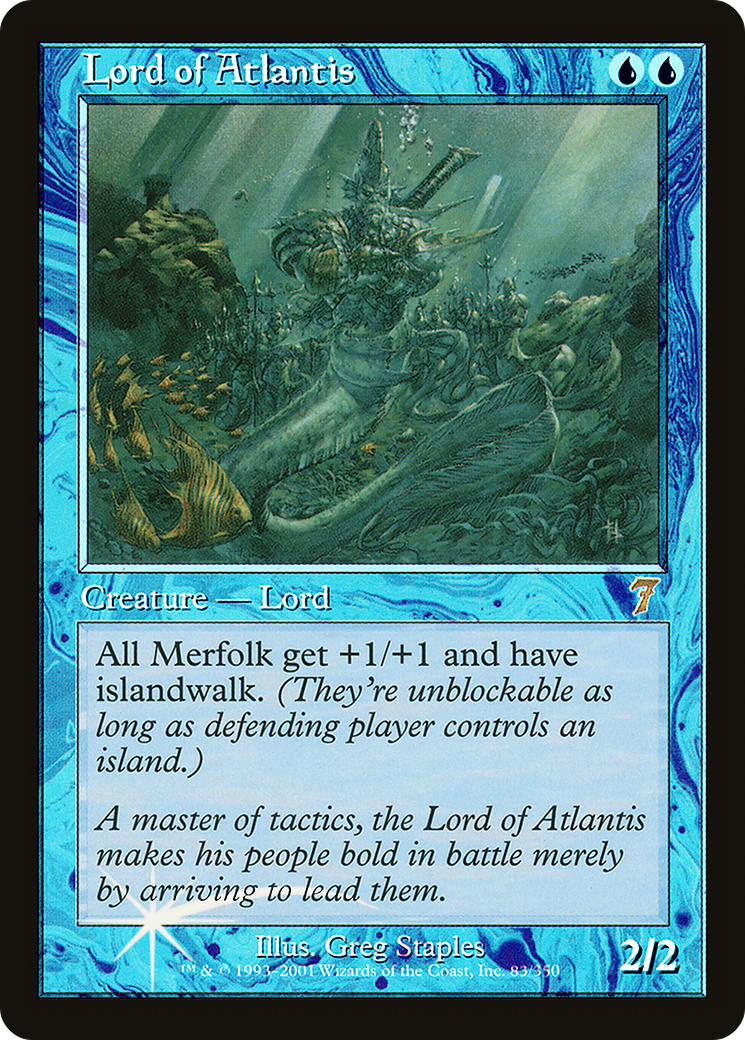 Lord of Atlantis
Creature — Lord
7
All Merfolk get +1/+1 and have
islandwalk. (They're unblockable as
long as defending player controls an
island.)
A master of tactics, the Lord of Atlantis
makes his people bold in battle merely
by arriving to lead them.
Illus. Greg Staples
™ & © 1993-2001 Wizards of the Coast, Inc. 83/350
2/2